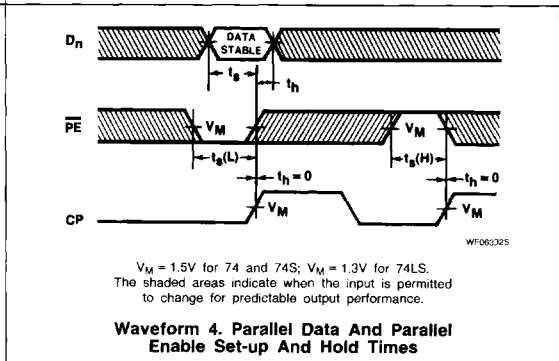 Dn
DATA
STABLE
ts
th
PE
VM
VM
ts(L)
ts(H)
th = 0
th = 0
CP
VM
VM
WF06332S
VM = 1.5V for 74 and 74S; VM = 1.3V for 74LS.
The shaded areas indicate when the input is permitted
to change for predictable output performance.
Waveform 4. Parallel Data And Parallel
Enable Set-up And Hold Times